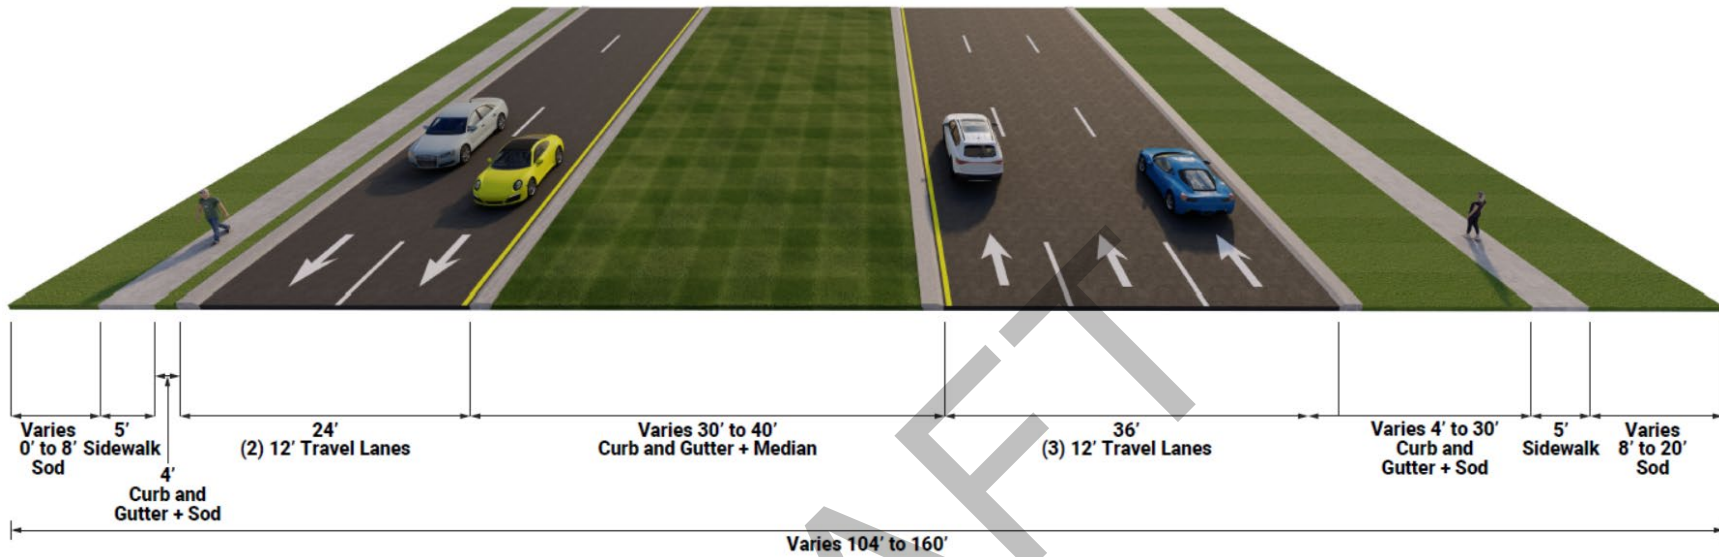 Varies
0' to 8'
Sod
5'
Sidewalk
4'
Curb and
Gutter + Sod
24'
(2) 12' Travel Lanes
Varies 30' to 40'
Curb and Gutter + Median
36'
(3) 12' Travel Lanes
Varies 4' to 30'
Curb and
Gutter + Sod
5'
Sidewalk
Varies
8' to 20'
Sod
Varies 104' to 160'